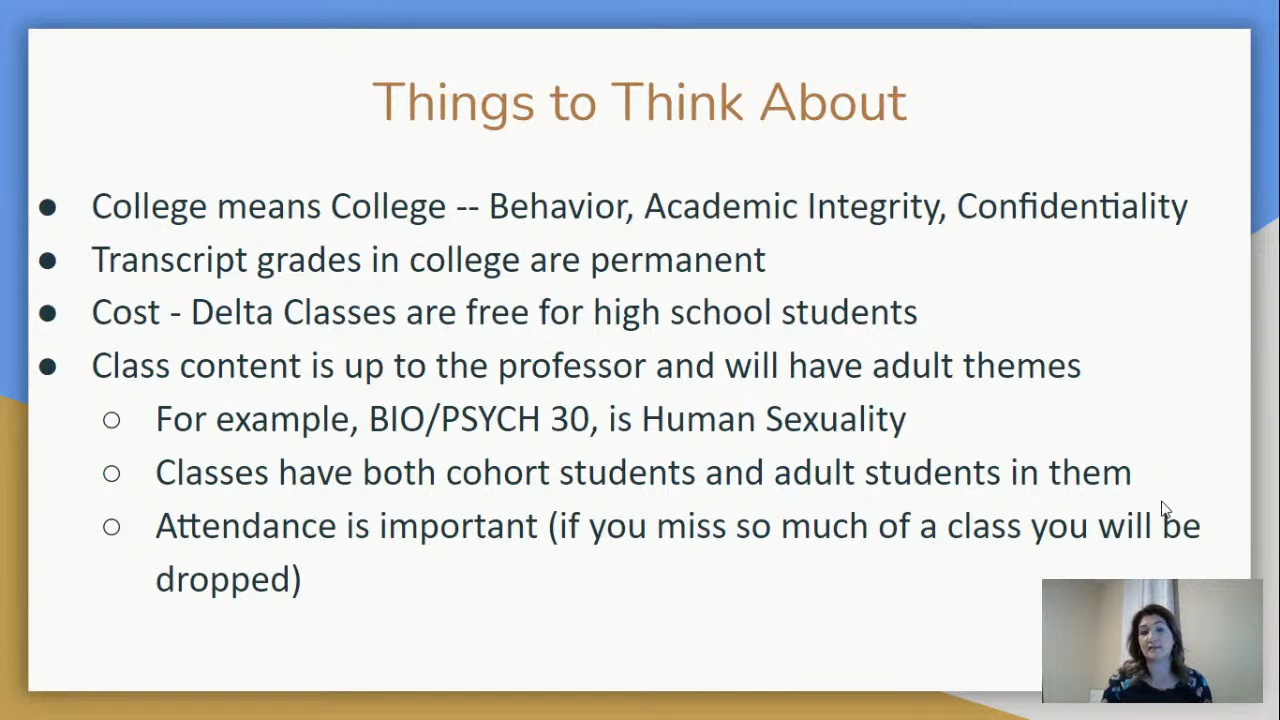 Things to Think About
● College means College -- Behavior, Academic Integrity, Confidentiality
● Transcript grades in college are permanent
● Cost - Delta Classes are free for high school students
● Class content is up to the professor and will have adult themes
○ For example, BIO/PSYCH 30, is Human Sexuality
○ Classes have both cohort students and adult students in them
○ Attendance is important (if you miss so much of a class you will be
dropped)